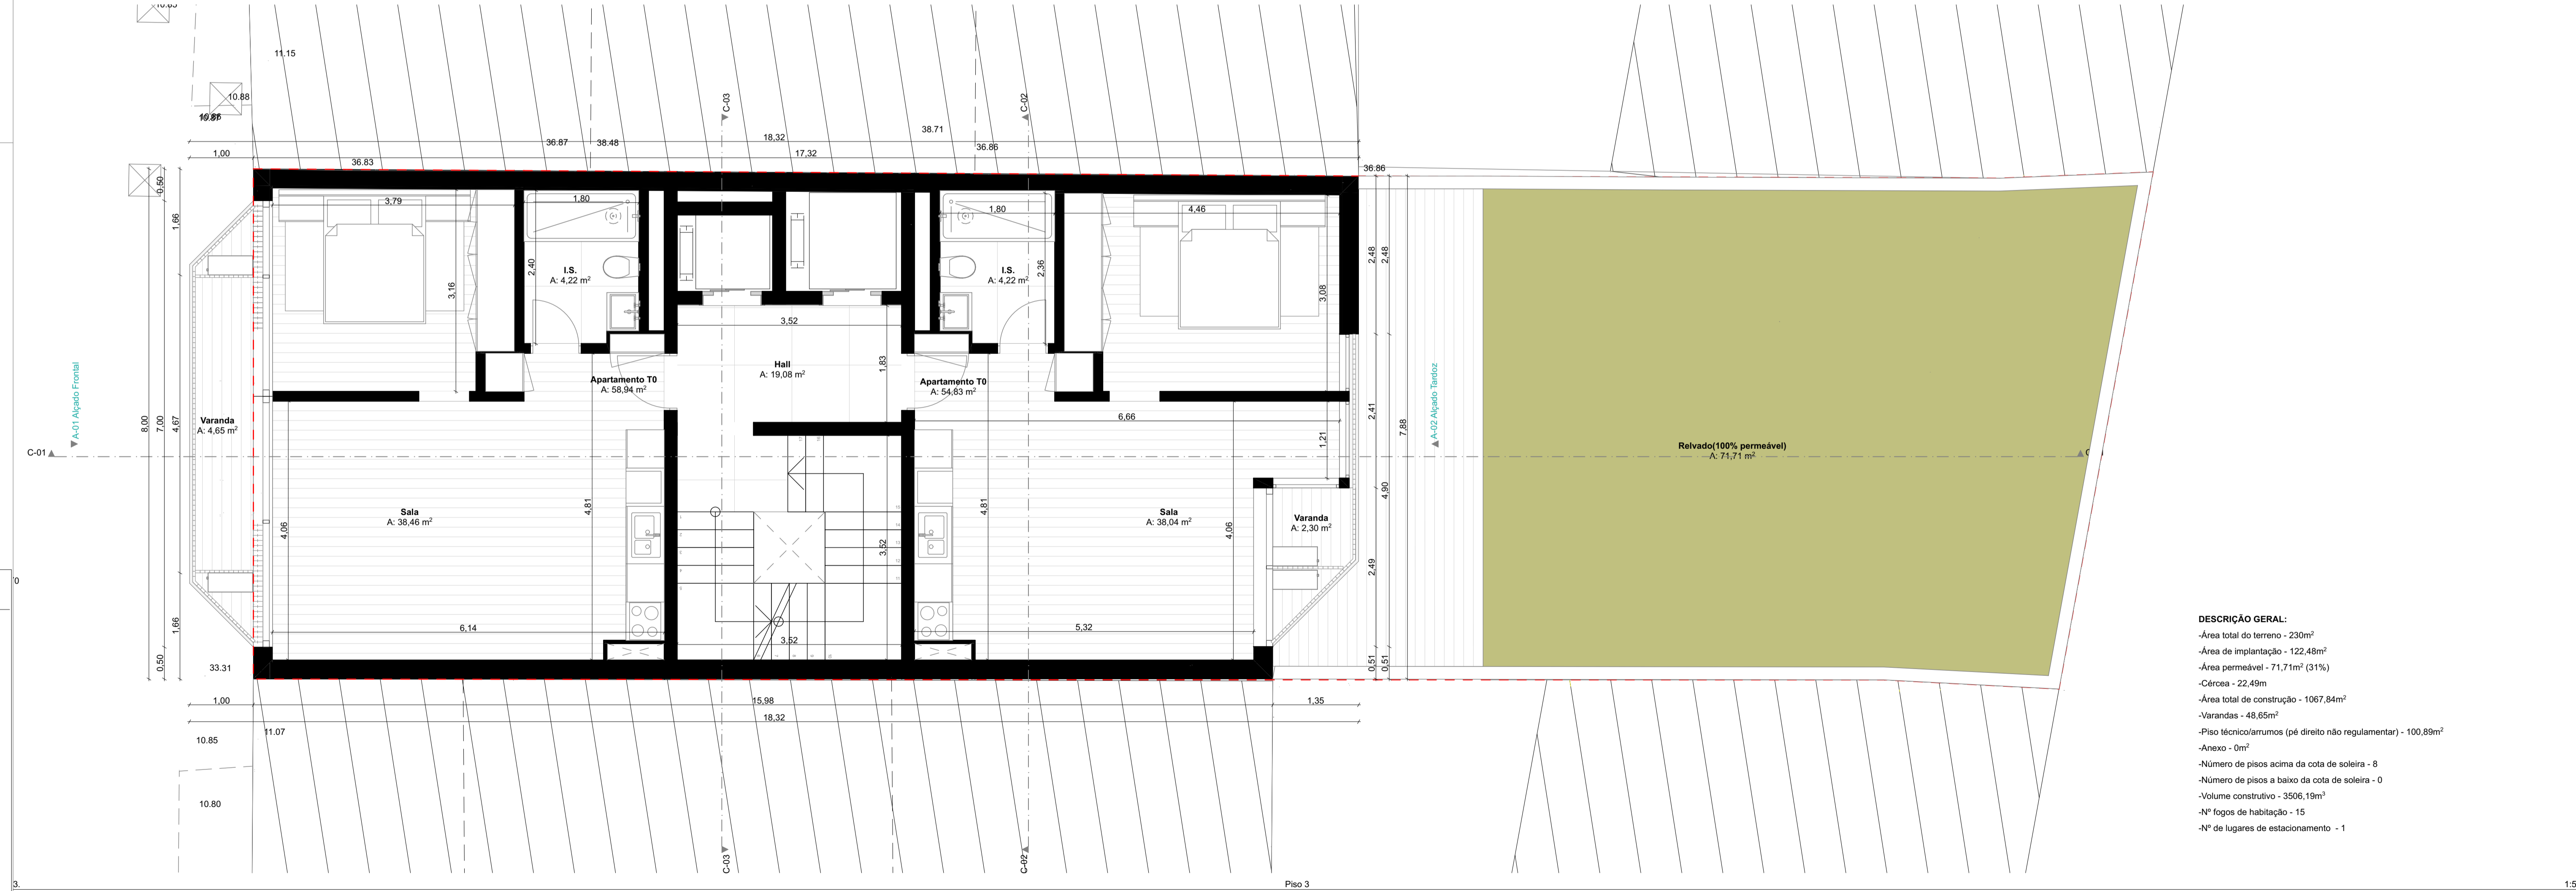 10.85
11.15
10.88
38.71
C-03
C-02
18,32
36.87
38.48
36.86
1,00
17,32
36.83
36.86
0,50
1,66
3,79
1,80
1,80
4,46
2,48
2,48
2,40
I.S.
A: 4,22 m²
I.S.
A: 4,22 m²
2,36
3,16
3,08
3,52
Hall
A: 19,08 m²
1,83
Apartamento T0
A: 58,94 m²
Apartamento T0
A: 54,83 m²
A-01 Alçado Frontal
A-02 Alçado Tardoz
8,00
7,00
4,67
Varanda
A: 4,65 m²
6,66
2,41
7,88
1,21
Relvado(100% permeável)
A: 71,71 m²
C-01
4,90
Sala
A: 38,46 m²
4,81
4,06
3,52
4,81
Sala
A: 38,04 m²
4,06
Varanda
A: 2,30 m²
2,49
1,66
6,14
3,52
5,32
0,50
0,51
0,51
33.31
1,00
15,98
1,35
18,32
11.07
10.85
10.80
C-03
C-02
DESCRIÇÃO GERAL:
-Área total do terreno - 230m²
-Área de implantação - 122,48m²
-Área permeável - 71,71m² (31%)
-Cércea - 22,49m
-Área total de construção - 1067,84m²
-Varandas - 48,65m²
-Piso técnico/arrumos (pé direito não regulamentar) - 100,89m²
-Anexo - 0m²
-Número de pisos acima da cota de soleira - 8
-Número de pisos a baixo da cota de soleira - 0
-Volume construtivo - 3506,19m³
-Nº fogos de habitação - 15
-Nº de lugares de estacionamento - 1
3.
Piso 3
1:5